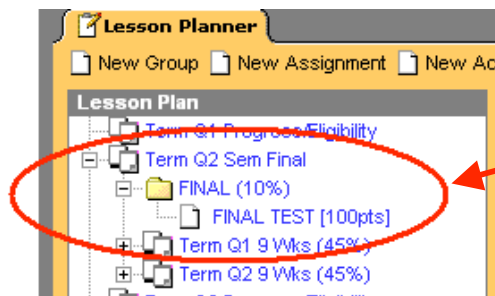 Lesson Planner
New Group New Assignment New Ac
Lesson Plan
Term Q1 Progress/Eligibility
Term Q2 Sem Final
FINAL (10%)
FINAL TEST [100pts]
Term Q1 9 Wks (45%)
Term Q2 9 Wks (45%)